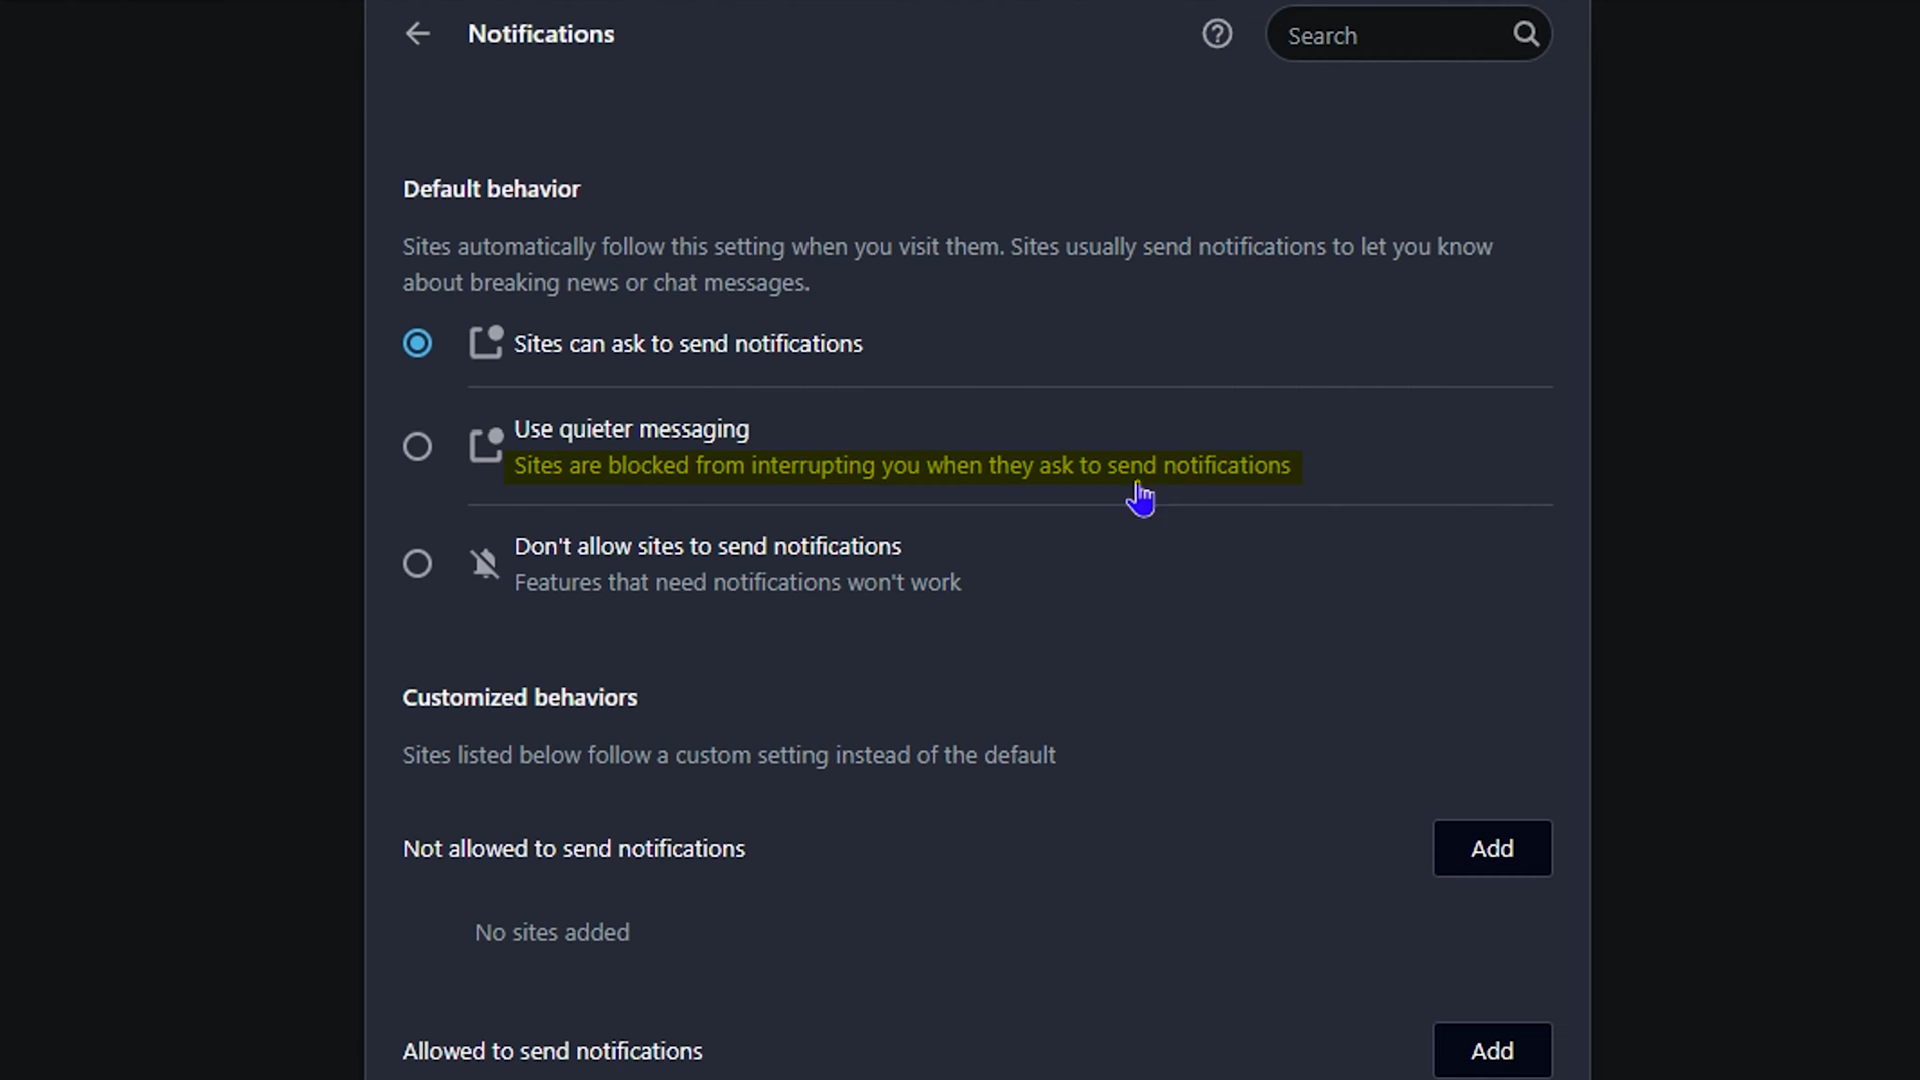 Notifications
Search
Default behavior
Sites automatically follow this setting when you visit them. Sites usually send notifications to let you know
about breaking news or chat messages.
Sites can ask to send notifications
Use quieter messaging
Sites are blocked from interrupting you when they ask to send notifications
Don't allow sites to send notifications
Features that need notifications won't work
Customized behaviors
Sites listed below follow a custom setting instead of the default
Not allowed to send notifications
Add
No sites added
Allowed to send notifications
Add